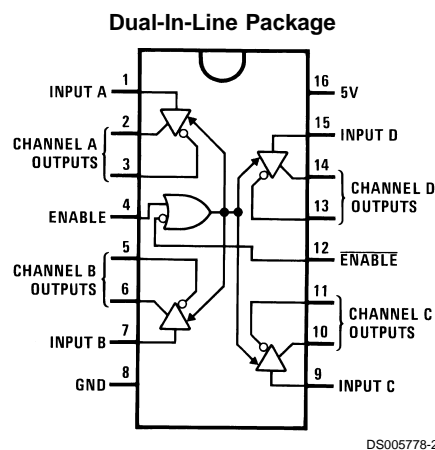 Dual-In-Line Package
1
INPUT A
2
CHANNEL A
OUTPUTS
3
4
ENABLE
5
CHANNEL B
OUTPUTS
6
7
INPUT B
8
GND
16
5V
15
INPUT D
14
CHANNEL D
OUTPUTS
13
12
ENABLE
11
CHANNEL C
OUTPUTS
10
9
INPUT C
DS005778-2